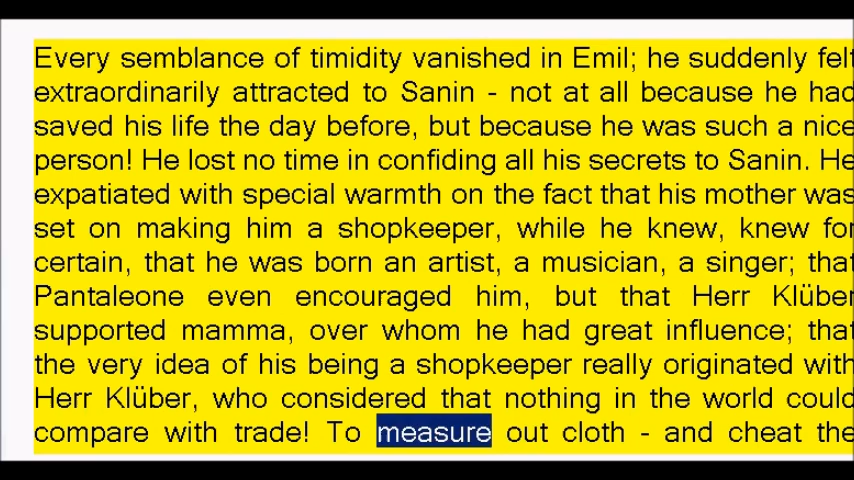 Every semblance of timidity vanished in Emil; he suddenly felt
extraordinarily attracted to Sanin - not at all because he had
saved his life the day before, but because he was such a nice
person! He lost no time in confiding all his secrets to Sanin. He
expatiated with special warmth on the fact that his mother was
set on making him a shopkeeper, while he knew, knew for
certain, that he was born an artist, a musician, a singer; that
Pantaleone even encouraged him, but that Herr Klüber
supported mamma, over whom he had great influence; that
the very idea of his being a shopkeeper really originated with
Herr Klüber, who considered that nothing in the world could
compare with trade! To measure out cloth - and cheat the